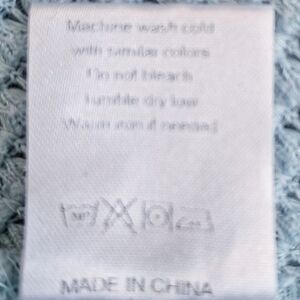 Machine wash cold
with similar colors
Do not bleach
Tumble dry low
Warm iron if needed
MADE IN CHINA